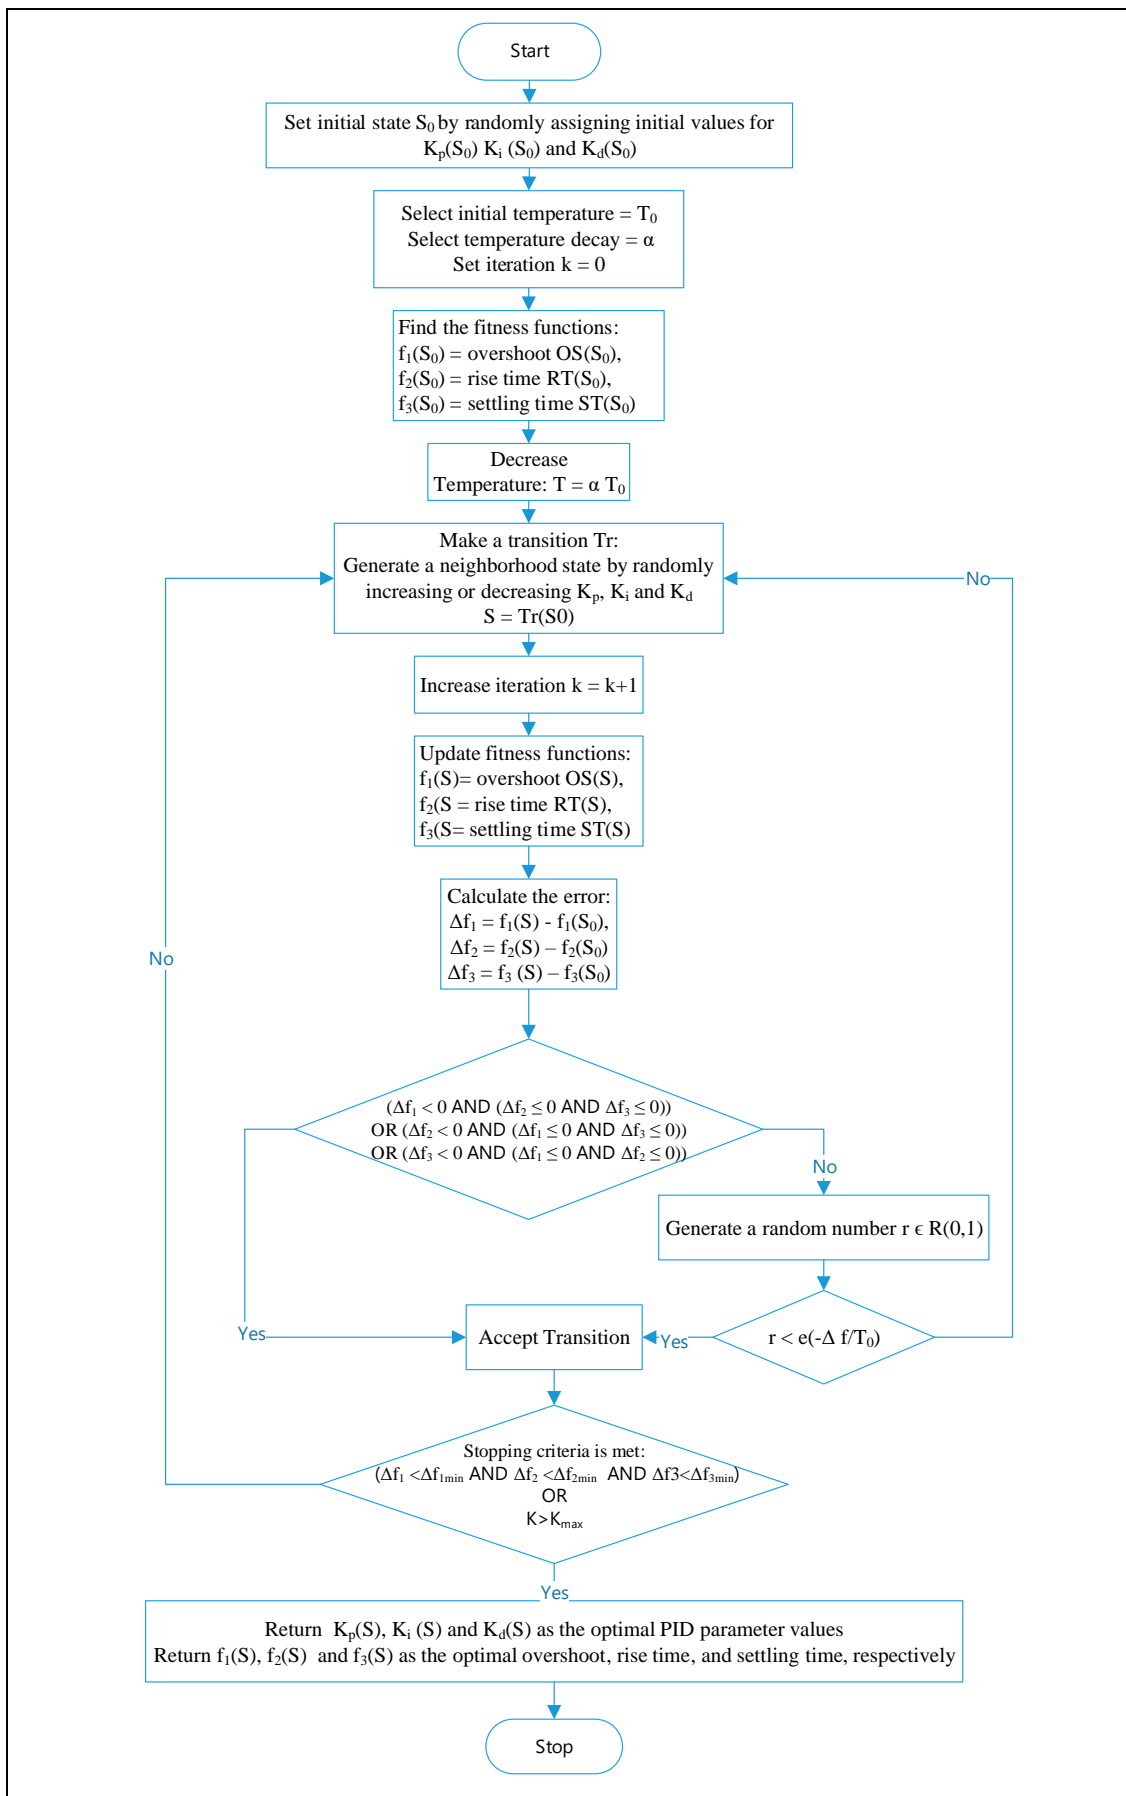 Start
Set initial state S₀ by randomly assigning initial values for
Kₚ(S₀) Kᵢ (S₀) and K_d(S₀)
Select initial temperature = T₀
Select temperature decay = α
Set iteration k = 0
Find the fitness functions:
f₁(S₀) = overshoot OS(S₀),
f₂(S₀) = rise time RT(S₀),
f₃(S₀) = settling time ST(S₀)
Decrease
Temperature: T = α T₀
Make a transition Tr:
Generate a neighborhood state by randomly
increasing or decreasing Kₚ, Kᵢ and K_d
S = Tr(S0)
No
Increase iteration k = k+1
Update fitness functions:
f₁(S)= overshoot OS(S),
f₂(S = rise time RT(S),
f₃(S= settling time ST(S)
Calculate the error:
Δf₁ = f₁(S) - f₁(S₀),
Δf₂ = f₂(S) – f₂(S₀)
Δf₃ = f₃ (S) – f₃(S₀)
No
(Δf₁ < 0 AND (Δf₂ ≤ 0 AND Δf₃ ≤ 0))
OR (Δf₂ < 0 AND (Δf₁ ≤ 0 AND Δf₃ ≤ 0))
OR (Δf₃ < 0 AND (Δf₁ ≤ 0 AND Δf₂ ≤ 0))
No
Generate a random number r ϵ R(0,1)
Yes
Accept Transition
Yes
r < e(-Δ f/T₀)
Stopping criteria is met:
(Δf₁ <Δf₁ₘᵢₙ AND Δf₂ <Δf₂ₘᵢₙ AND Δf3<Δf₃ₘᵢₙ)
OR
K>Kₘₐₓ
Yes
Return Kₚ(S), Kᵢ (S) and K_d(S) as the optimal PID parameter values
Return f₁(S), f₂(S) and f₃(S) as the optimal overshoot, rise time, and settling time, respectively
Stop